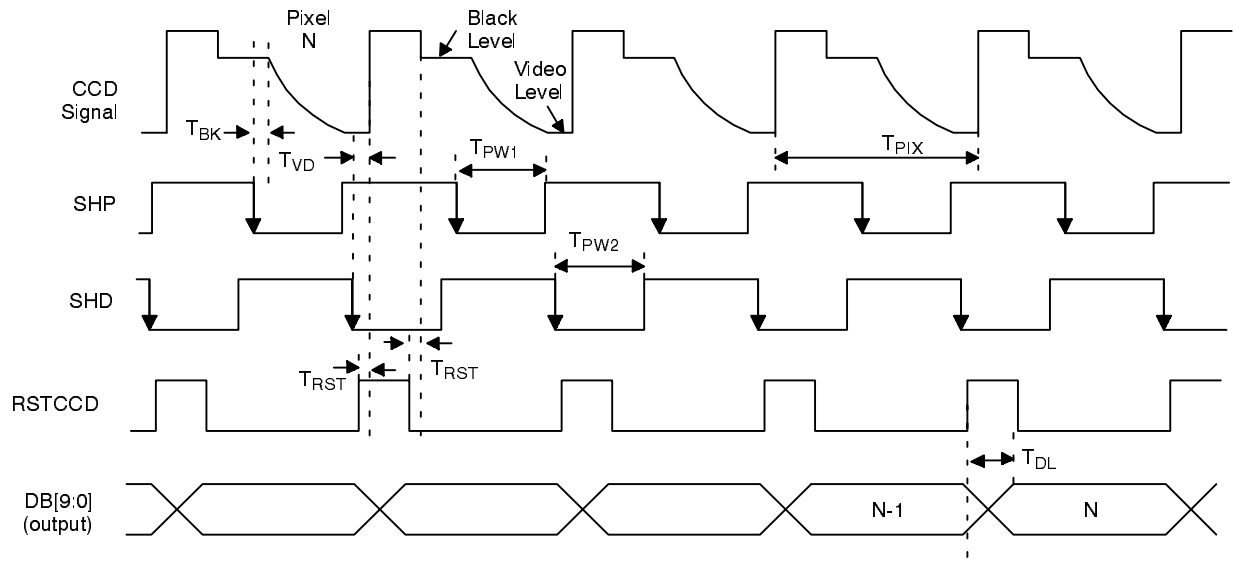 Pixel
N
Black
Level
Video
Level
CCD
Signal
TBK
TVD
TPW1
TPIX
SHP
TPW2
SHD
TRST
TRST
RSTCCD
TDL
DB[9:0]
(output)
N-1
N